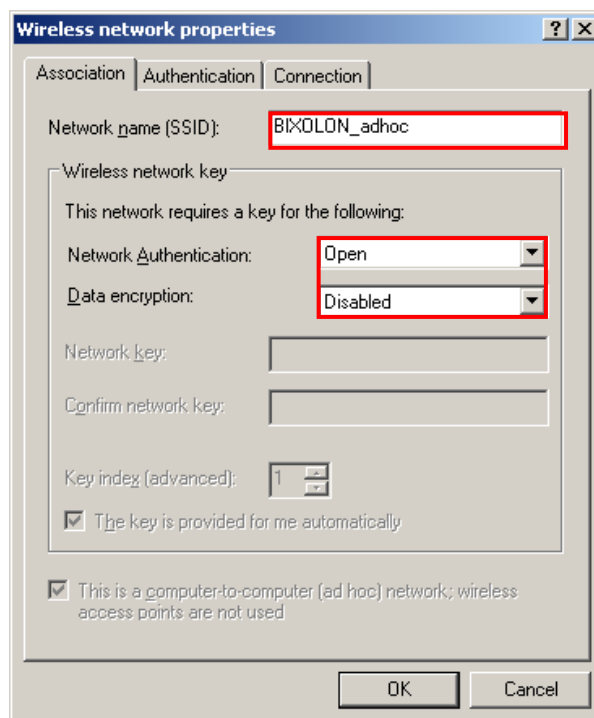 Wireless network properties
Association Authentication Connection
Network name (SSID): BIXOLON_adhoc
Wireless network key
This network requires a key for the following:
Network Authentication: Open
Data encryption: Disabled
Network key:
Confirm network key:
Key index (advanced): 1
The key is provided for me automatically
This is a computer-to-computer (ad hoc) network; wireless
access points are not used
OK Cancel